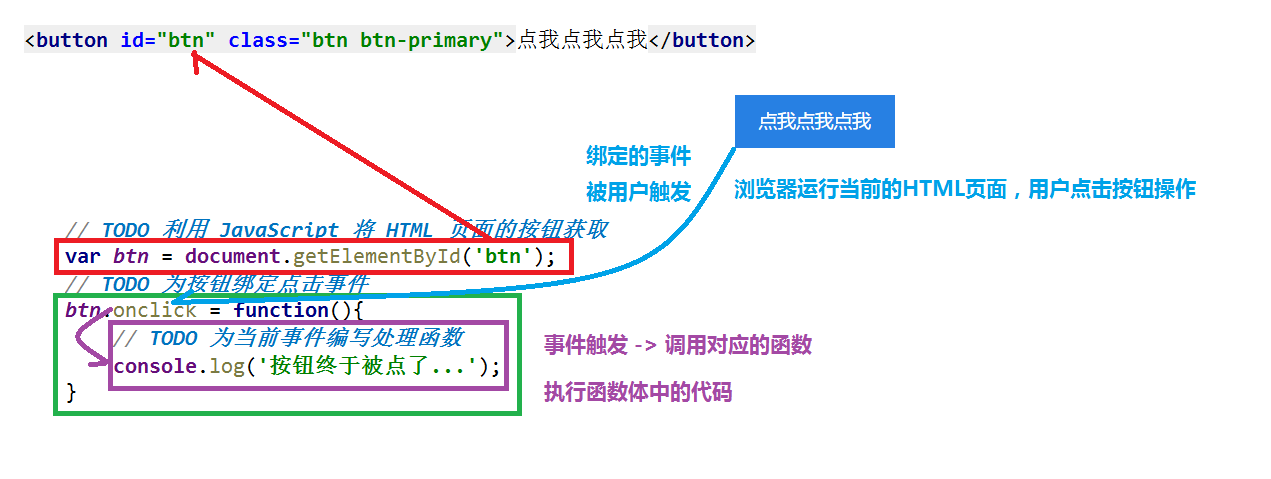 <button id="btn" class="btn btn-primary">点我点我点我</button>
点我点我点我
绑定的事件
被用户触发
浏览器运行当前的HTML页面，用户点击按钮操作
// TODO 利用 JavaScript 将 HTML 页面的按钮获取
var btn = document.getElementById('btn');
// TODO 为按钮绑定点击事件
btn.onclick = function(){
// TODO 为当前事件编写处理函数
console.log('按钮终于被点了...');
}
事件触发 -> 调用对应的函数
执行函数体中的代码